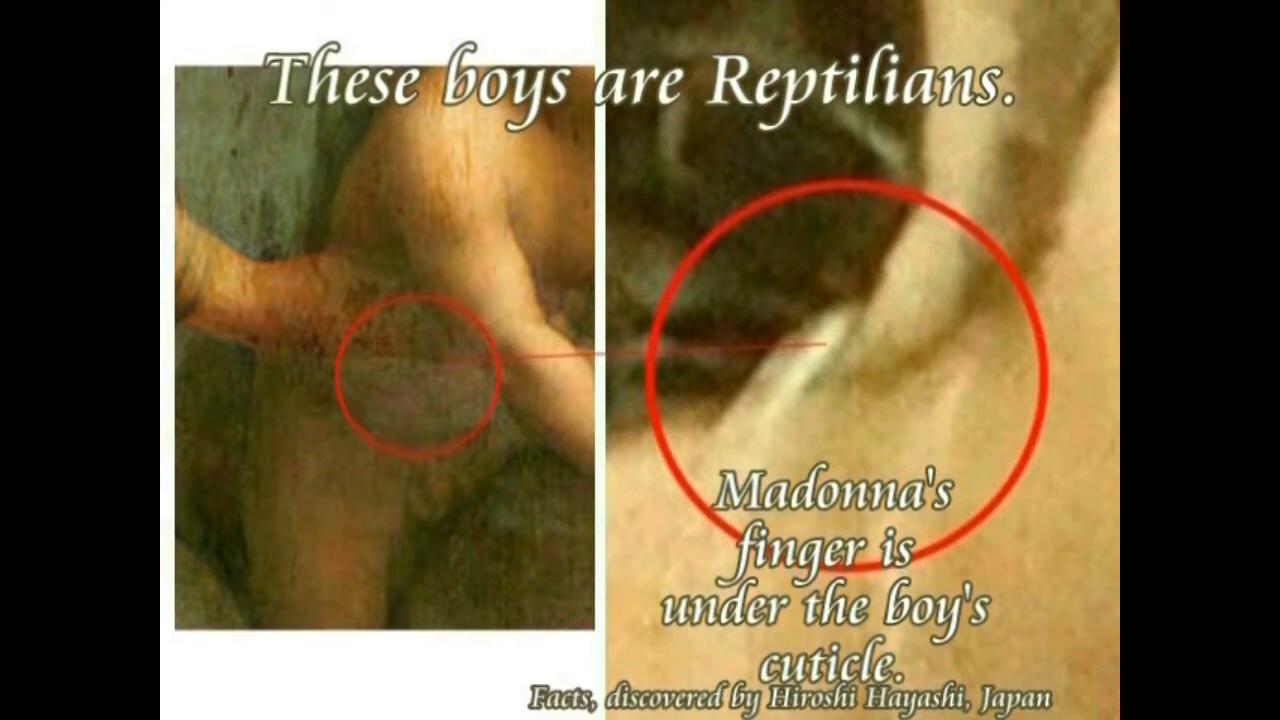 These boys are Reptilians.
Madonna's
finger is
under the boy's
cuticle.
Facts, discovered by Hiroshi Hayashi, Japan